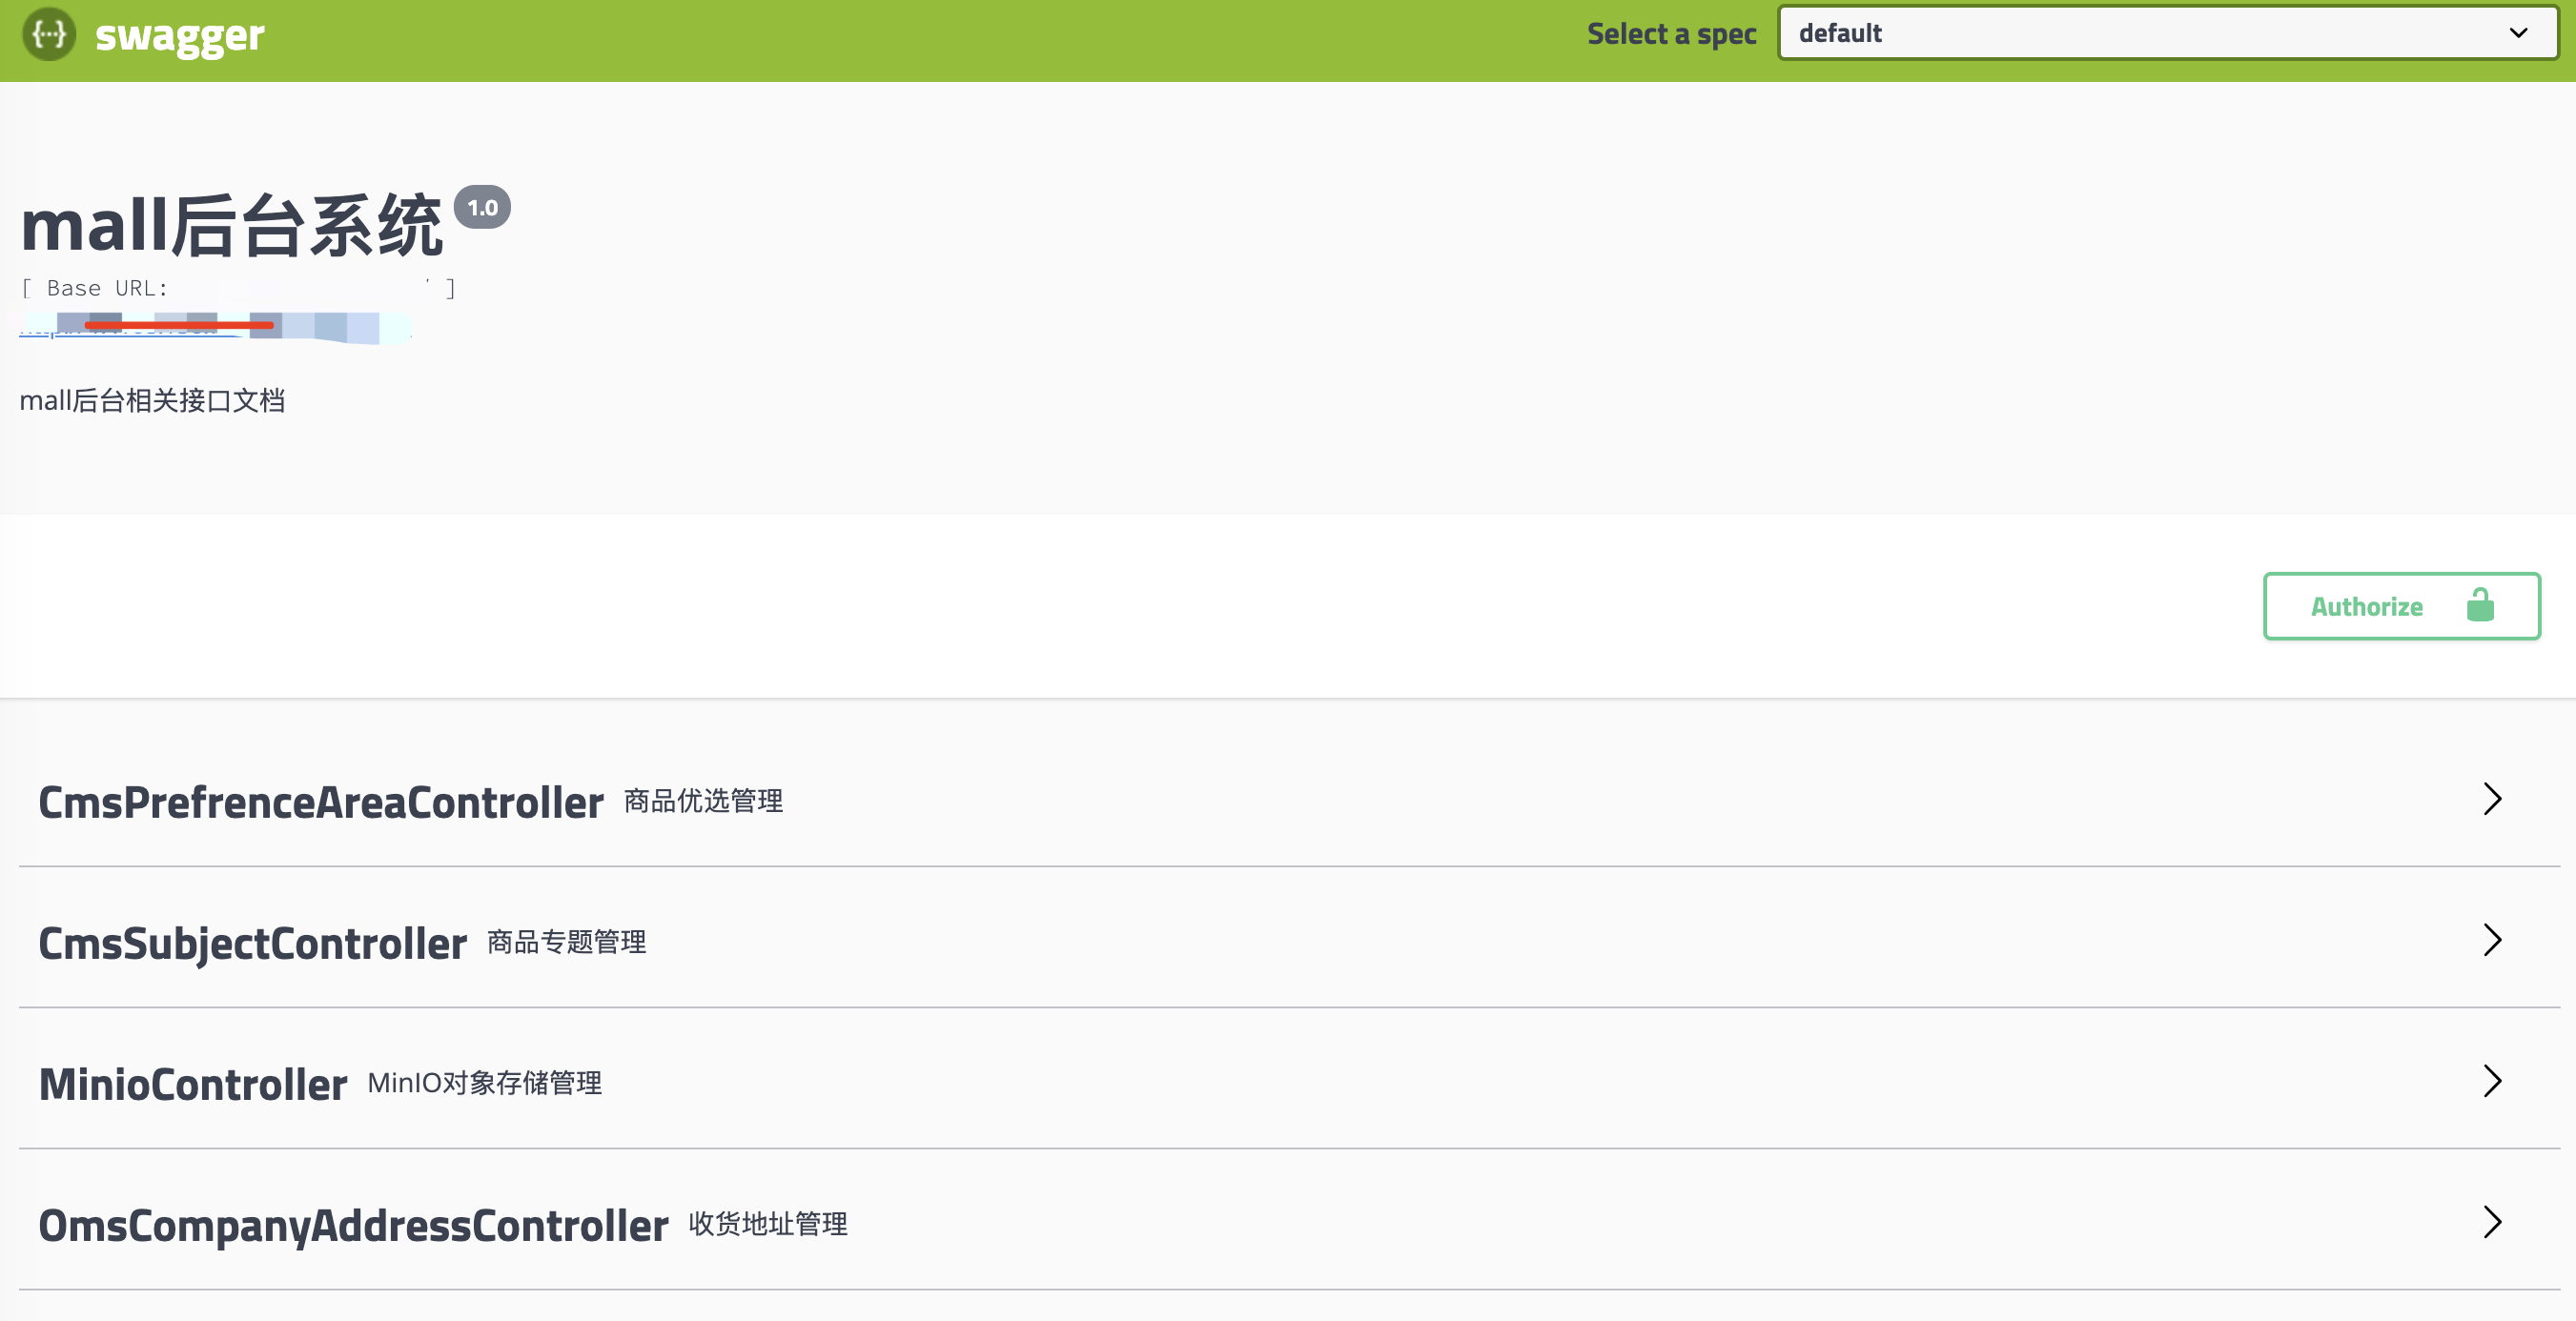 swagger
Select a spec default
mall后台系统 1.0
[ Base URL: ]
mall后台相关接口文档
Authorize
CmsPrefrenceAreaController 商品优选管理
CmsSubjectController 商品专题管理
MinioController MinIO对象存储管理
OmsCompanyAddressController 收货地址管理